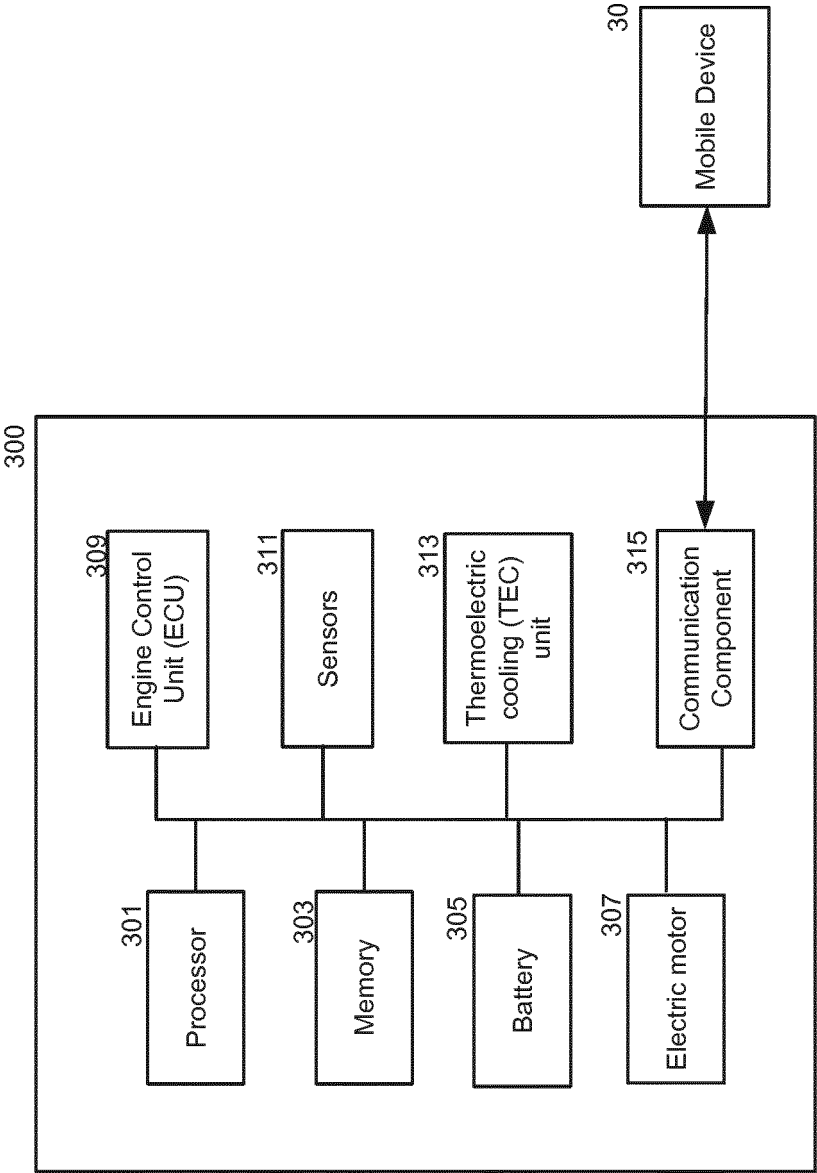 300
301
Processor
303
Memory
305
Battery
307
Electric motor
309
Engine Control
Unit (ECU)
311
Sensors
313
Thermoelectric
cooling (TEC)
unit
315
Communication
Component
30
Mobile Device